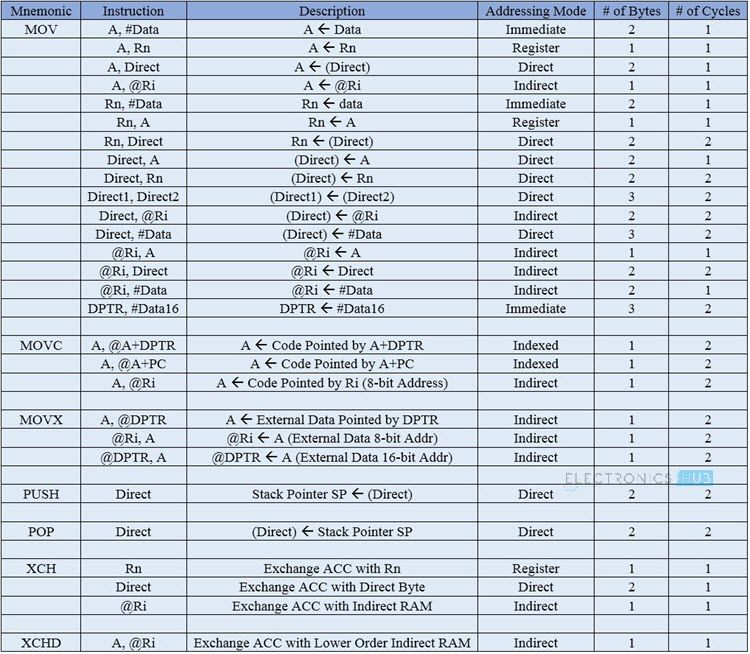 Mnemonic Instruction Description Addressing Mode # of Bytes # of Cycles
MOV A, #Data A ← Data Immediate 2 1
A, Rn A ← Rn Register 1 1
A, Direct A ← (Direct) Direct 2 1
A, @Ri A ← @Ri Indirect 1 1
Rn, #Data Rn ← data Immediate 2 1
Rn, A Rn ← A Register 1 1
Rn, Direct Rn ← (Direct) Direct 2 2
Direct, A (Direct) ← A Direct 2 1
Direct, Rn (Direct) ← Rn Direct 2 2
Direct1, Direct2 (Direct1) ← (Direct2) Direct 3 2
Direct, @Ri (Direct) ← @Ri Indirect 2 2
Direct, #Data (Direct) ← #Data Direct 3 2
@Ri, A @Ri ← A Indirect 1 1
@Ri, Direct @Ri ← Direct Indirect 2 2
@Ri, #Data @Ri ← #Data Indirect 2 1
DPTR, #Data16 DPTR ← #Data16 Immediate 3 2
MOVC A, @A+DPTR A ← Code Pointed by A+DPTR Indexed 1 2
A, @A+PC A ← Code Pointed by A+PC Indexed 1 2
A, @Ri A ← Code Pointed by Ri (8-bit Address) Indirect 1 2
MOVX A, @DPTR A ← External Data Pointed by DPTR Indirect 1 2
@Ri, A @Ri ← A (External Data 8-bit Addr) Indirect 1 2
@DPTR, A @DPTR ← A (External Data 16-bit Addr) Indirect 1 2
ELECTRONICS HUB
PUSH Direct Stack Pointer SP ← (Direct) Direct 2 2
POP Direct (Direct) ← Stack Pointer SP Direct 2 2
XCH Rn Exchange ACC with Rn Register 1 1
Direct Exchange ACC with Direct Byte Direct 2 1
@Ri Exchange ACC with Indirect RAM Indirect 1 1
XCHD A, @Ri Exchange ACC with Lower Order Indirect RAM Indirect 1 1